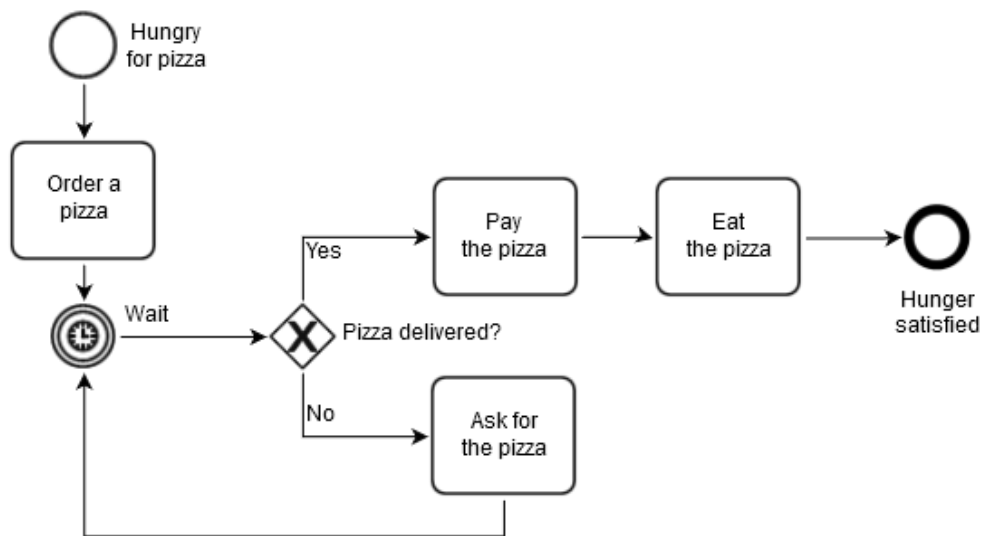 Hungry
for pizza
Order a
pizza
Wait
Pizza delivered?
Yes
Pay
the pizza
Eat
the pizza
Hunger
satisfied
No
Ask for
the pizza